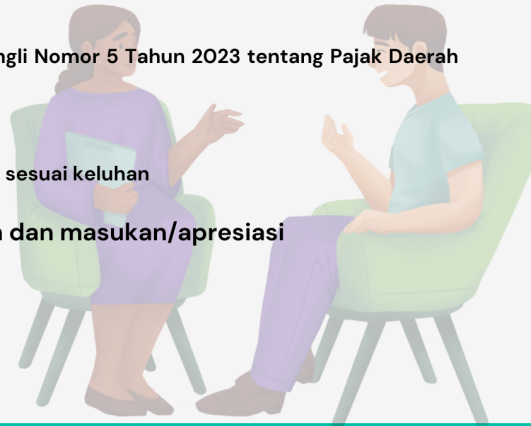 ngli Nomor 5 Tahun 2023 tentang Pajak Daerah
sesuai keluhan
dan masukan/apresiasi